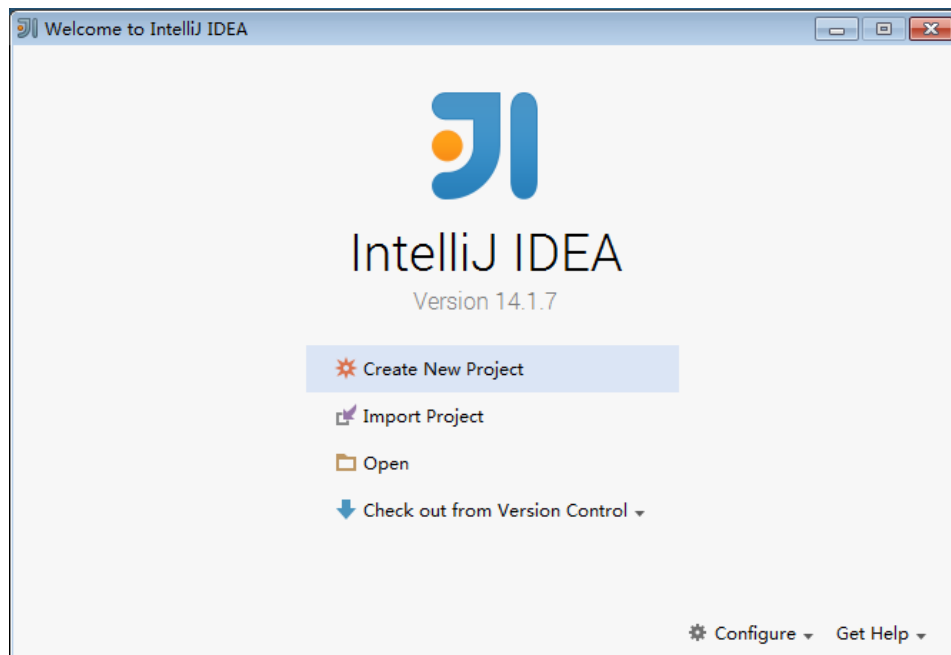 Welcome to IntelliJ IDEA
IntelliJ IDEA
Version 14.1.7
Create New Project
Import Project
Open
Check out from Version Control
Configure Get Help